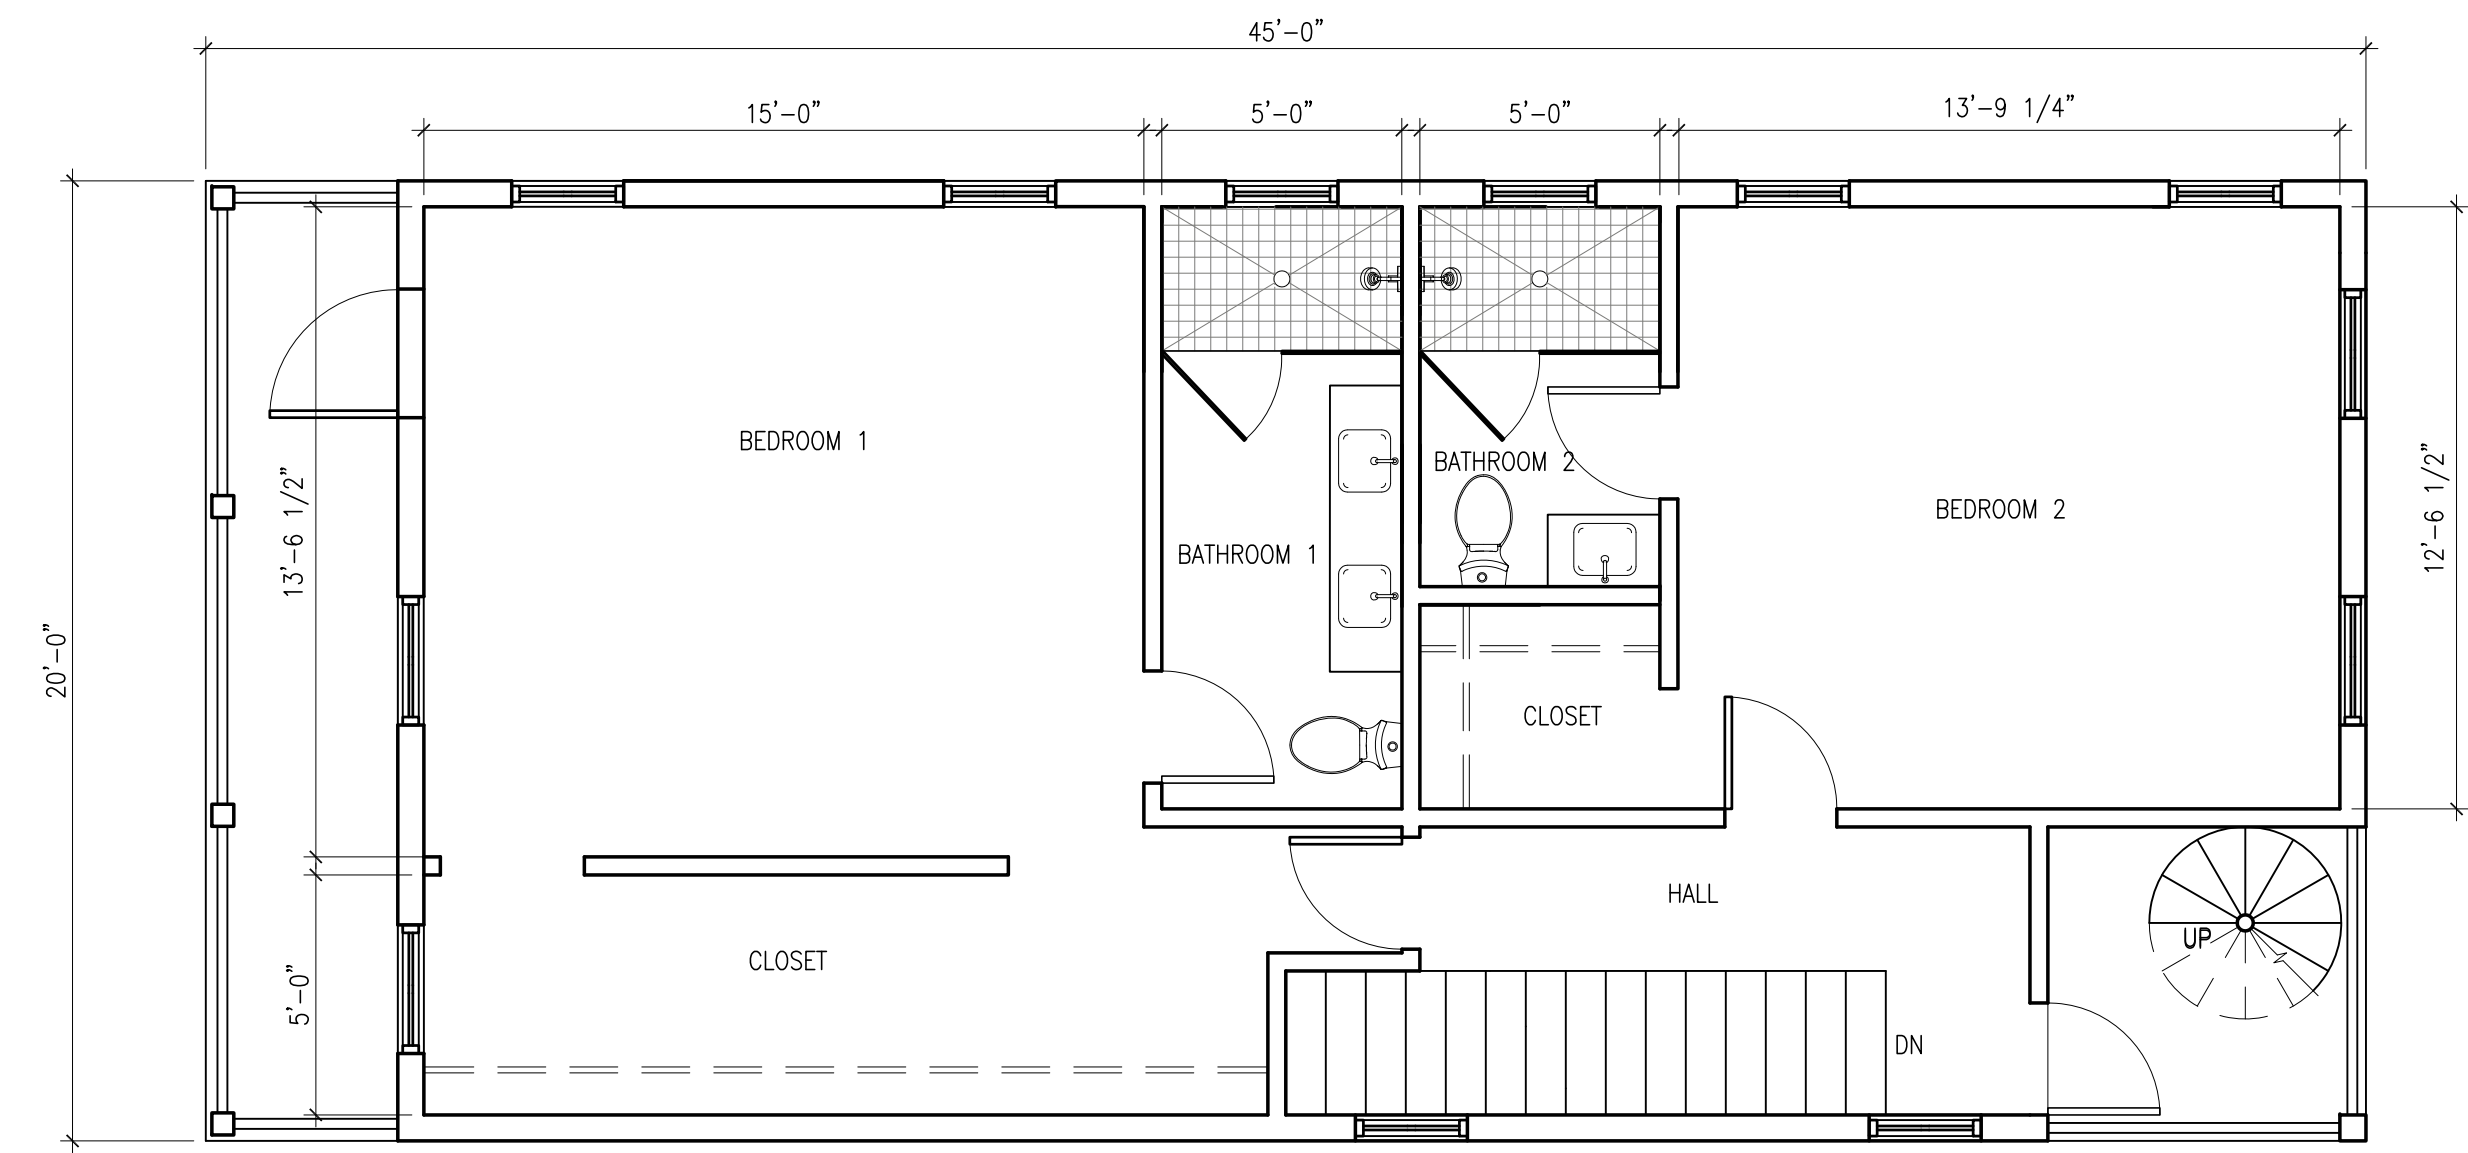 45'-0"
15'-0"
5'-0"
5'-0"
13'-9 1/4"
BEDROOM 1
BATHROOM 2
BEDROOM 2
13'-6 1/2"
12'-6 1/2"
BATHROOM 1
20'-0"
CLOSET
HALL
UP
CLOSET
5'-0"
DN